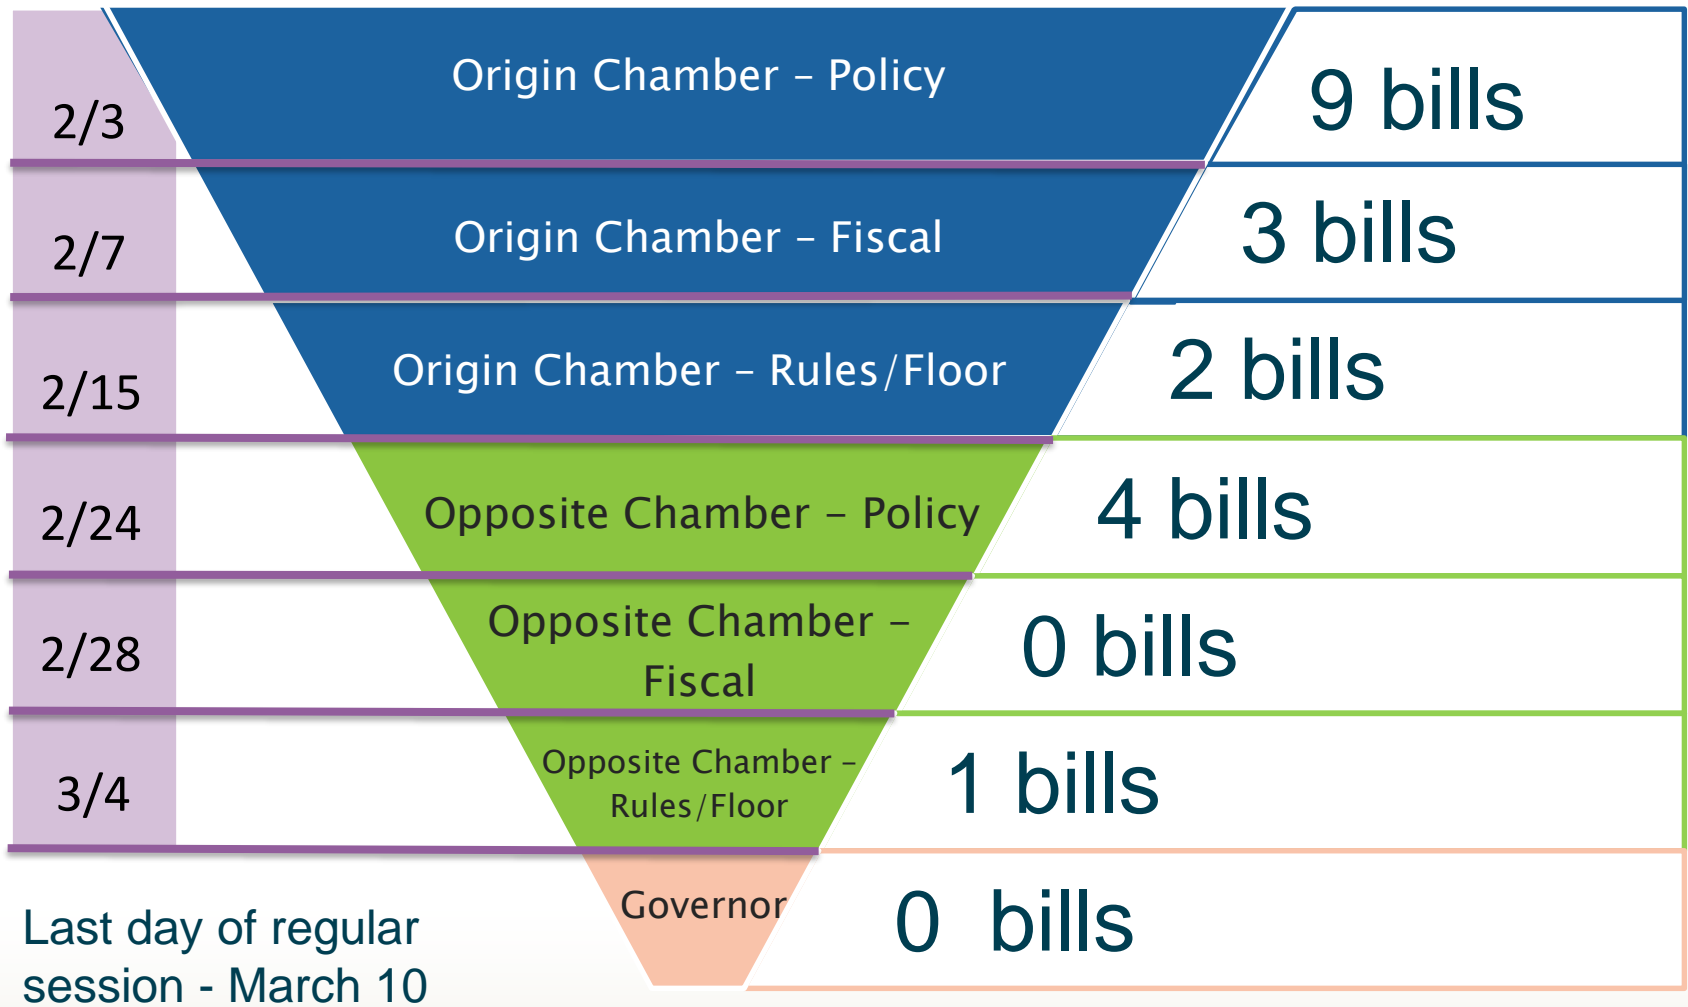 2/3
Origin Chamber – Policy
9 bills
2/7
Origin Chamber – Fiscal
3 bills
2/15
Origin Chamber – Rules/Floor
2 bills
2/24
Opposite Chamber – Policy
4 bills
2/28
Opposite Chamber –
Fiscal
0 bills
3/4
Opposite Chamber –
Rules/Floor
1 bills
Governor
0 bills
Last day of regular
session - March 10